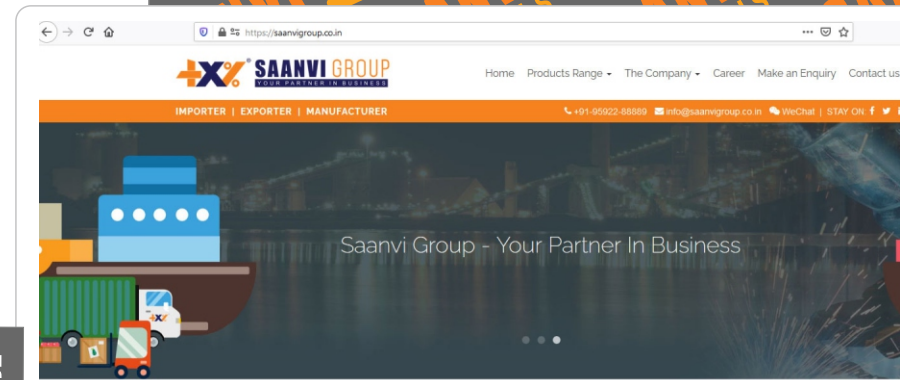 https://saanvigroup.co.in
SAANVI GROUP
YOUR PARTNER IN BUSINESS
Home Products Range The Company Career Make an Enquiry Contact us
IMPORTER | EXPORTER | MANUFACTURER
+91-95922-88889 info@saanvigroup.co.in WeChat | STAY ON:
Saanvi Group - Your Partner In Business